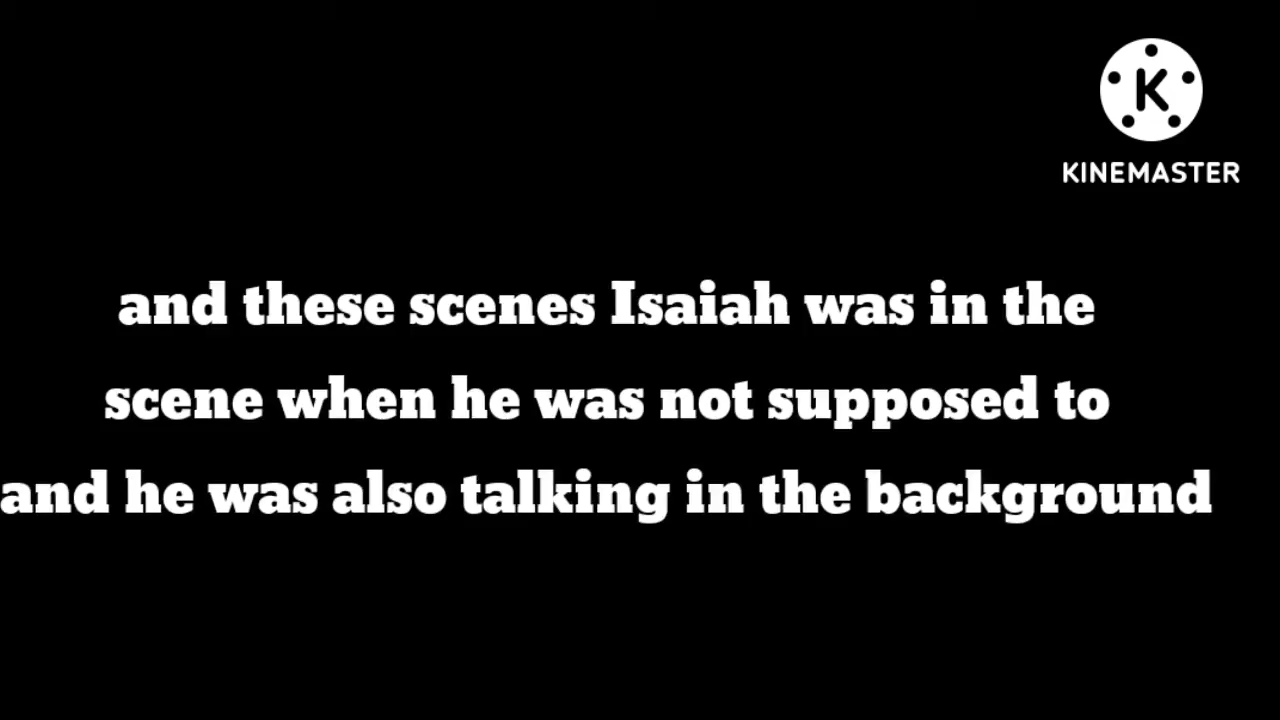 K
KINEMASTER
and these scenes Isaiah was in the
scene when he was not supposed to
and he was also talking in the background